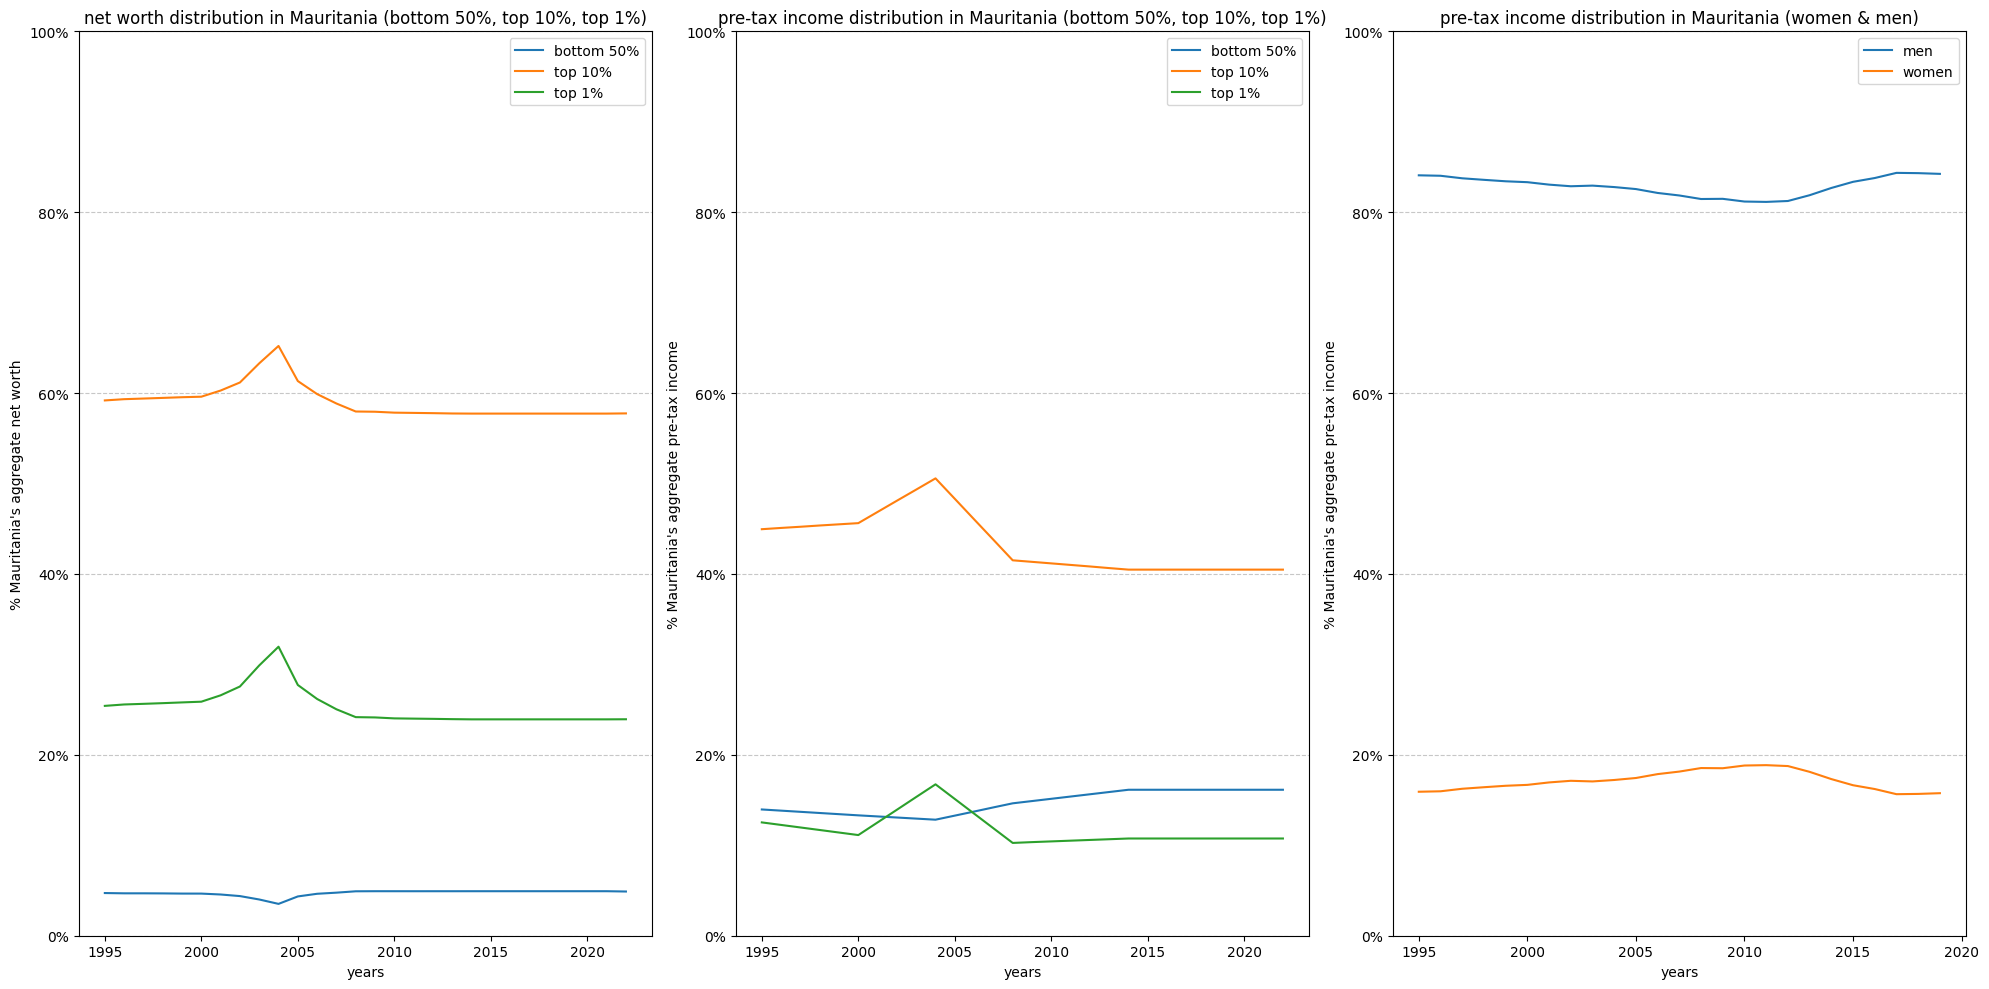 net worth distribution in Mauritania (bottom 50%, top 10%, top 1%)
100%
80%
60%
40%
20%
0%
% Mauritania's aggregate net worth
bottom 50%
top 10%
top 1%
1995 2000 2005 2010 2015 2020
years
pre-tax income distribution in Mauritania (bottom 50%, top 10%, top 1%)
100%
80%
60%
40%
20%
0%
% Mauritania's aggregate pre-tax income
bottom 50%
top 10%
top 1%
1995 2000 2005 2010 2015 2020
years
pre-tax income distribution in Mauritania (women & men)
100%
80%
60%
40%
20%
0%
% Mauritania's aggregate pre-tax income
men
women
1995 2000 2005 2010 2015 2020
years